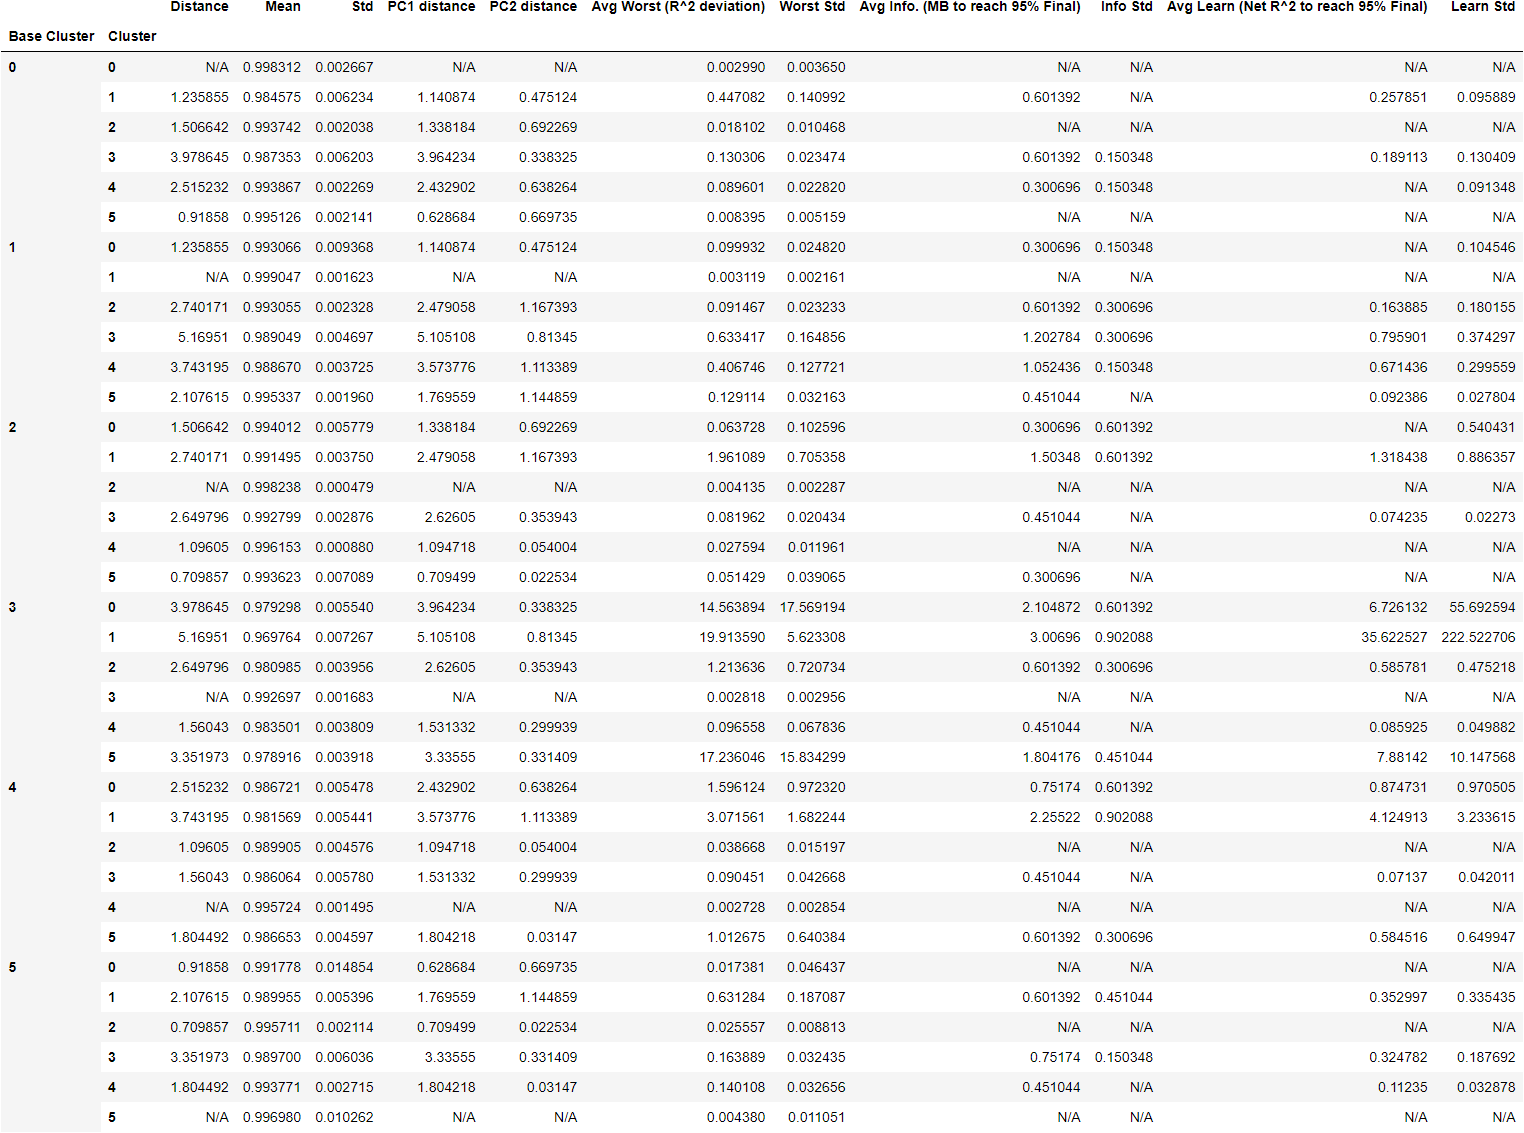 Distance Mean Std PC1 distance PC2 distance Avg Worst (R^2 deviation) Worst Std Avg Info. (MB to reach 95% Final) Info Std Avg Learn (Net R^2 to reach 95% Final) Learn Std
Base Cluster Cluster
0 0 N/A 0.998312 0.002667 N/A N/A 0.002990 0.003650 N/A N/A N/A N/A
1 1.235855 0.984575 0.006234 1.140874 0.475124 0.447082 0.140992 0.601392 N/A 0.257851 0.095889
2 1.506642 0.993742 0.002038 1.338184 0.692269 0.018102 0.010468 N/A N/A N/A N/A
3 3.978645 0.987353 0.006203 3.964234 0.338325 0.130306 0.023474 0.601392 0.150348 0.189113 0.130409
4 2.515232 0.993867 0.002269 2.432902 0.638264 0.089601 0.022820 0.300696 0.150348 N/A 0.091348
5 0.91858 0.995126 0.002141 0.628684 0.669735 0.008395 0.005159 N/A N/A N/A N/A
1 0 1.235855 0.993066 0.009368 1.140874 0.475124 0.099932 0.024820 0.300696 0.150348 N/A 0.104546
1 N/A 0.999047 0.001623 N/A N/A 0.003119 0.002161 N/A N/A N/A N/A
2 2.740171 0.993055 0.002328 2.479058 1.167393 0.091467 0.023233 0.601392 0.300696 0.163885 0.180155
3 5.16951 0.989049 0.004697 5.105108 0.81345 0.633417 0.164856 1.202784 0.300696 0.795901 0.374297
4 3.743195 0.988670 0.003725 3.573776 1.113389 0.406746 0.127721 1.052436 0.150348 0.671436 0.299559
5 2.107615 0.995337 0.001960 1.769559 1.144859 0.129114 0.032163 0.451044 N/A 0.092386 0.027804
2 0 1.506642 0.994012 0.005779 1.338184 0.692269 0.063728 0.102596 0.300696 0.601392 N/A 0.540431
1 2.740171 0.991495 0.003750 2.479058 1.167393 1.961089 0.705358 1.50348 0.601392 1.318438 0.886357
2 N/A 0.998238 0.000479 N/A N/A 0.004135 0.002287 N/A N/A N/A N/A
3 2.649796 0.992799 0.002876 2.62605 0.353943 0.081962 0.020434 0.451044 N/A 0.074235 0.02273
4 1.09605 0.996153 0.000880 1.094718 0.054004 0.027594 0.011961 N/A N/A N/A N/A
5 0.709857 0.993623 0.007089 0.709499 0.022534 0.051429 0.039065 0.300696 N/A N/A N/A
3 0 3.978645 0.979298 0.005540 3.964234 0.338325 14.563894 17.569194 2.104872 0.601392 6.726132 55.692594
1 5.16951 0.969764 0.007267 5.105108 0.81345 19.913590 5.623308 3.00696 0.902088 35.622527 222.522706
2 2.649796 0.980985 0.003956 2.62605 0.353943 1.213636 0.720734 0.601392 0.300696 0.585781 0.475218
3 N/A 0.992697 0.001683 N/A N/A 0.002818 0.002956 N/A N/A N/A N/A
4 1.56043 0.983501 0.003809 1.531332 0.299939 0.096558 0.067836 0.451044 N/A 0.085925 0.049882
5 3.351973 0.978916 0.003918 3.33555 0.331409 17.236046 15.834299 1.804176 0.451044 7.88142 10.147568
4 0 2.515232 0.986721 0.005478 2.432902 0.638264 1.596124 0.972320 0.75174 0.601392 0.874731 0.970505
1 3.743195 0.981569 0.005441 3.573776 1.113389 3.071561 1.682244 2.25522 0.902088 4.124913 3.233615
2 1.09605 0.989905 0.004576 1.094718 0.054004 0.038668 0.015197 N/A N/A N/A N/A
3 1.56043 0.986064 0.005780 1.531332 0.299939 0.090451 0.042668 0.451044 N/A 0.07137 0.042011
4 N/A 0.995724 0.001495 N/A N/A 0.002728 0.002854 N/A N/A N/A N/A
5 1.804492 0.986653 0.004597 1.804218 0.03147 1.012675 0.640384 0.601392 0.300696 0.584516 0.649947
5 0 0.91858 0.991778 0.014854 0.628684 0.669735 0.017381 0.046437 N/A N/A N/A N/A
1 2.107615 0.989955 0.005396 1.769559 1.144859 0.631284 0.187087 0.601392 0.451044 0.352997 0.335435
2 0.709857 0.995711 0.002114 0.709499 0.022534 0.025557 0.008813 N/A N/A N/A N/A
3 3.351973 0.989700 0.006036 3.33555 0.331409 0.163889 0.032435 0.75174 0.150348 0.324782 0.187692
4 1.804492 0.993771 0.002715 1.804218 0.03147 0.140108 0.032656 0.451044 N/A 0.11235 0.032878
5 N/A 0.996980 0.010262 N/A N/A 0.004380 0.011051 N/A N/A N/A N/A